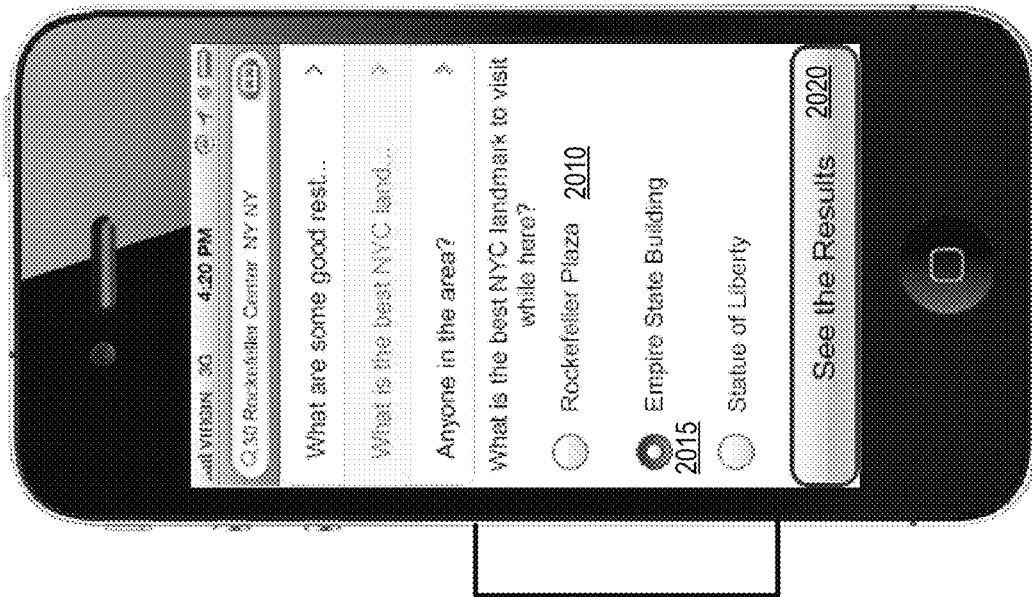 VIDEON 3G 4:20 PM
30 Rockefeller Center NY NY
What are some good rest...
What is the best NYC land...
Anyone in the area?
What is the best NYC landmark to visit
while here?
Rockefeller Plaza 2010
Empire State Building
2015
Statue of Liberty
See the Results 2020